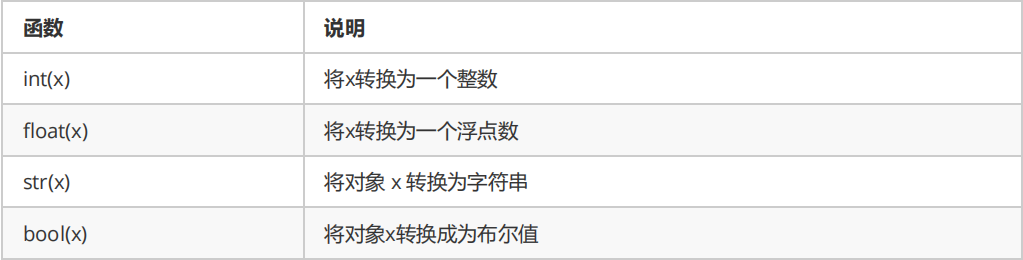 函数 说明
int(x) 将x转换为一个整数
float(x) 将x转换为一个浮点数
str(x) 将对象 x 转换为字符串
bool(x) 将对象x转换成为布尔值